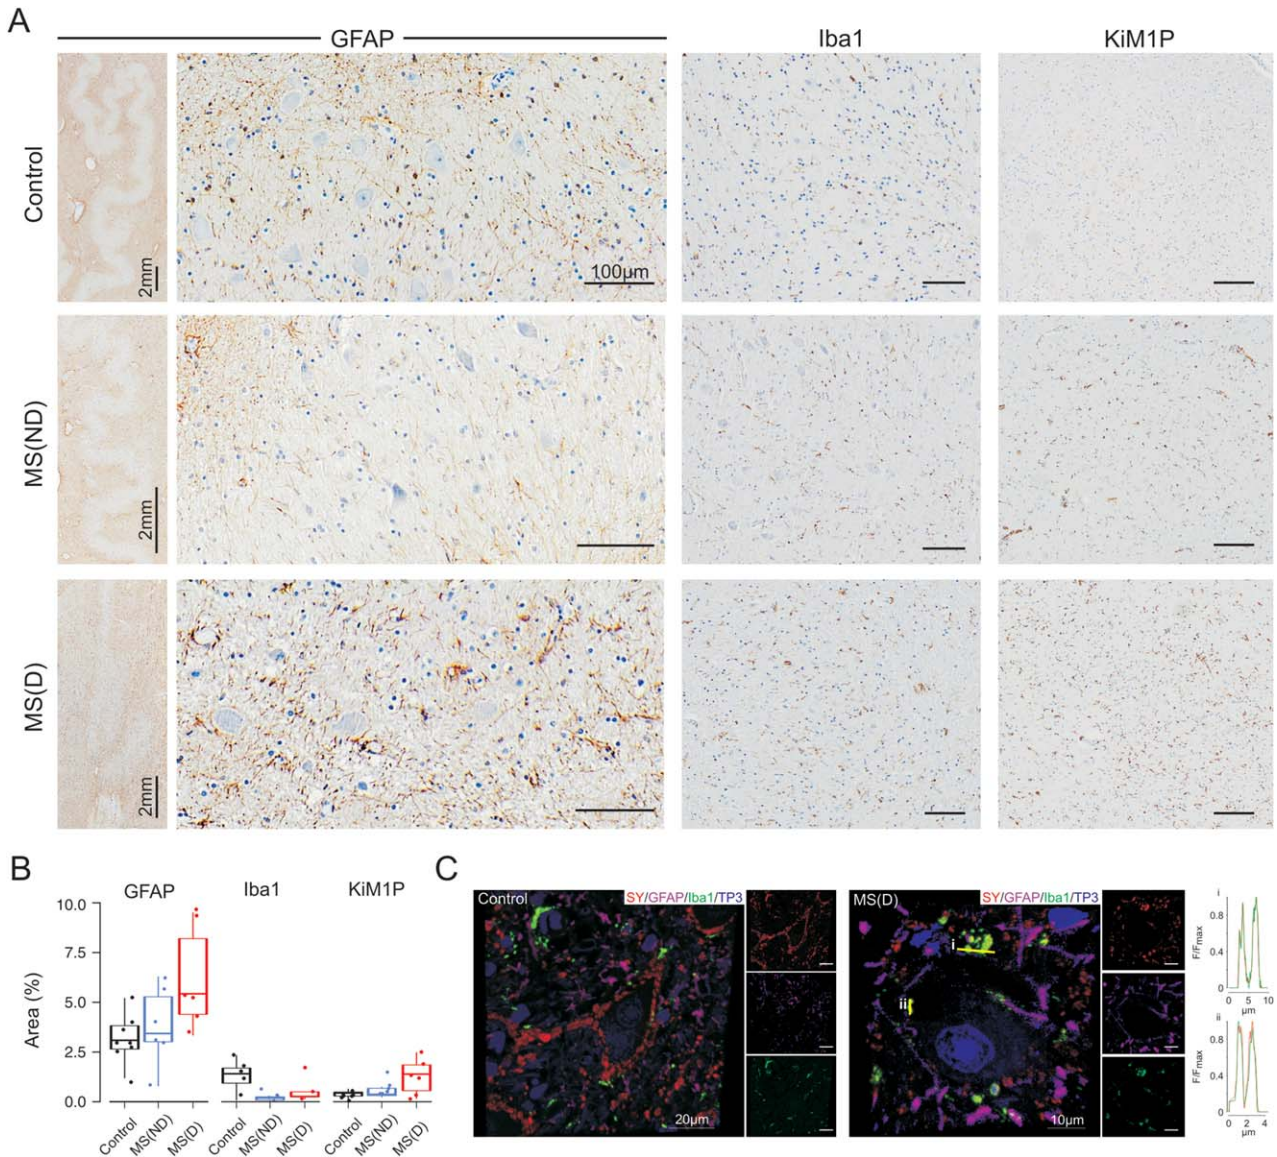 A
GFAP
Iba1
KiM1P
Control
2mm
100µm
MS(ND)
2mm
MS(D)
2mm
B
GFAP
Iba1
KiM1P
Area (%)
10.0
7.5
5.0
2.5
0.0
Control
MS(ND)
MS(D)
Control
MS(ND)
MS(D)
Control
MS(ND)
MS(D)
C
Control
SY/GFAP/Iba1/TP3
20µm
MS(D)
SY/GFAP/Iba1/TP3
i
ii
10µm
i
F/Fmax
0.8
0.4
0
0 5 10
µm
ii
F/Fmax
0.8
0.4
0
0 2 4
µm